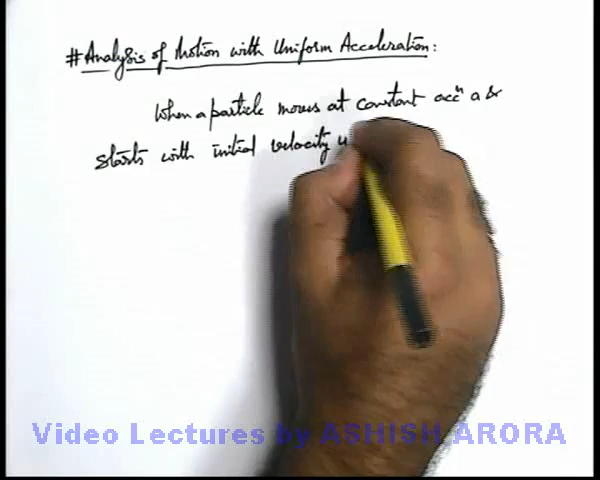 # Analysis of Motion with Uniform Acceleration:
When a particle moves at constant accⁿ a &
starts with initial velocity u
Video Lectures by ASHISH ARORA